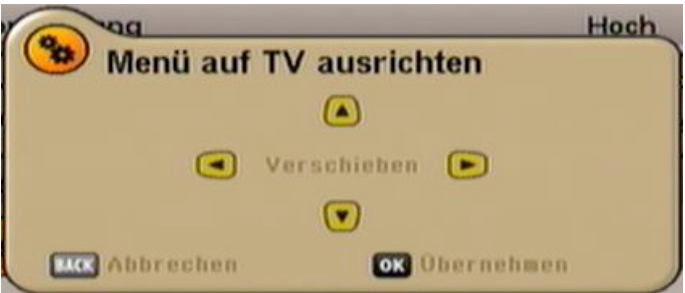 Hoch
Menü auf TV ausrichten
Verschieben
BACK Abbrechen
OK Übernehmen